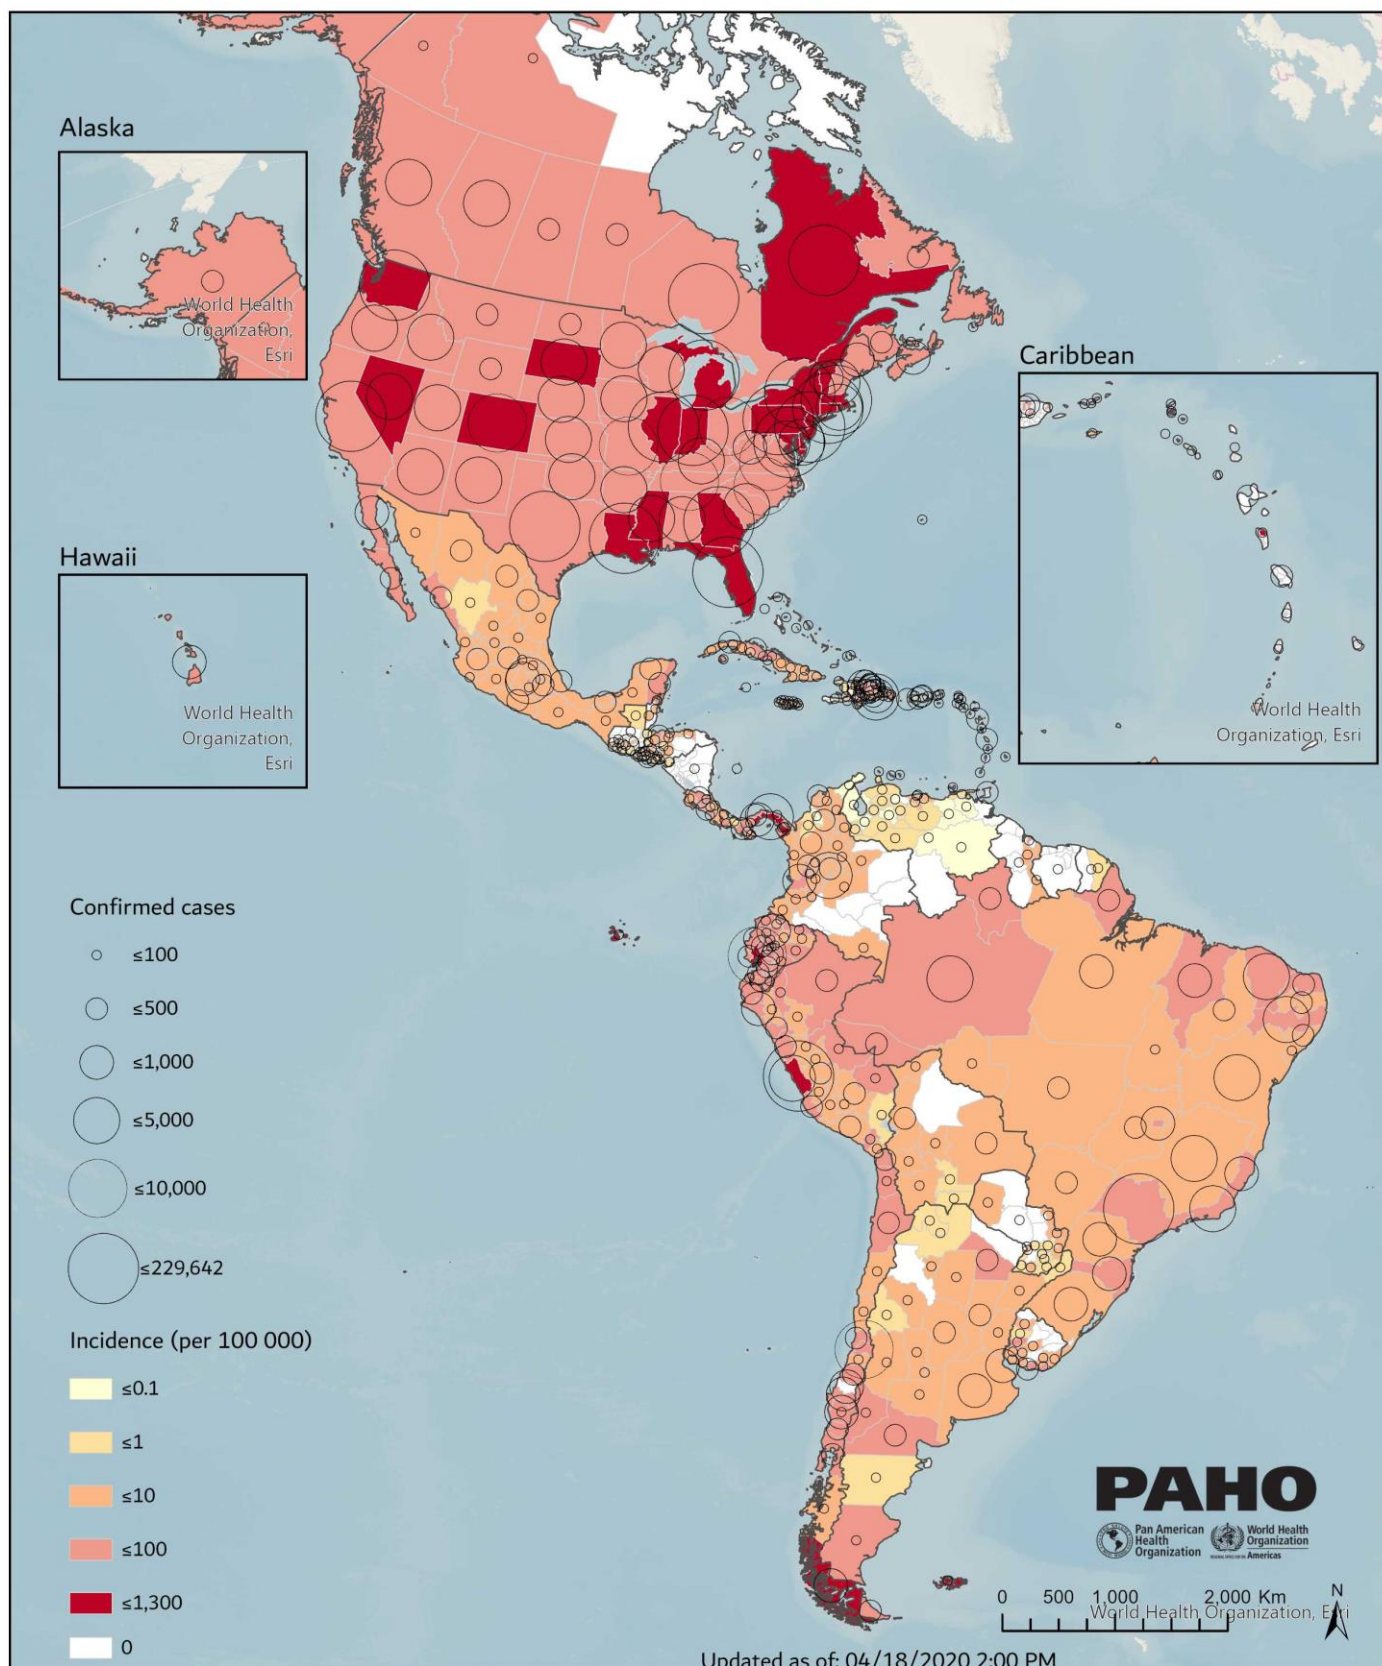 Alaska
World Health
Organization,
Esri
Hawaii
World Health
Organization,
Esri
Caribbean
World Health
Organization, Esri
Confirmed cases
≤100
≤500
≤1,000
≤5,000
≤10,000
≤229,642
Incidence (per 100 000)
≤0.1
≤1
≤10
≤100
≤1,300
0
PAHO
Pan American
Health
Organization
World Health
Organization
Americas
0 500 1,000 2,000 Km
N
World Health Organization, Esri
Updated as of: 04/18/2020 2:00 PM